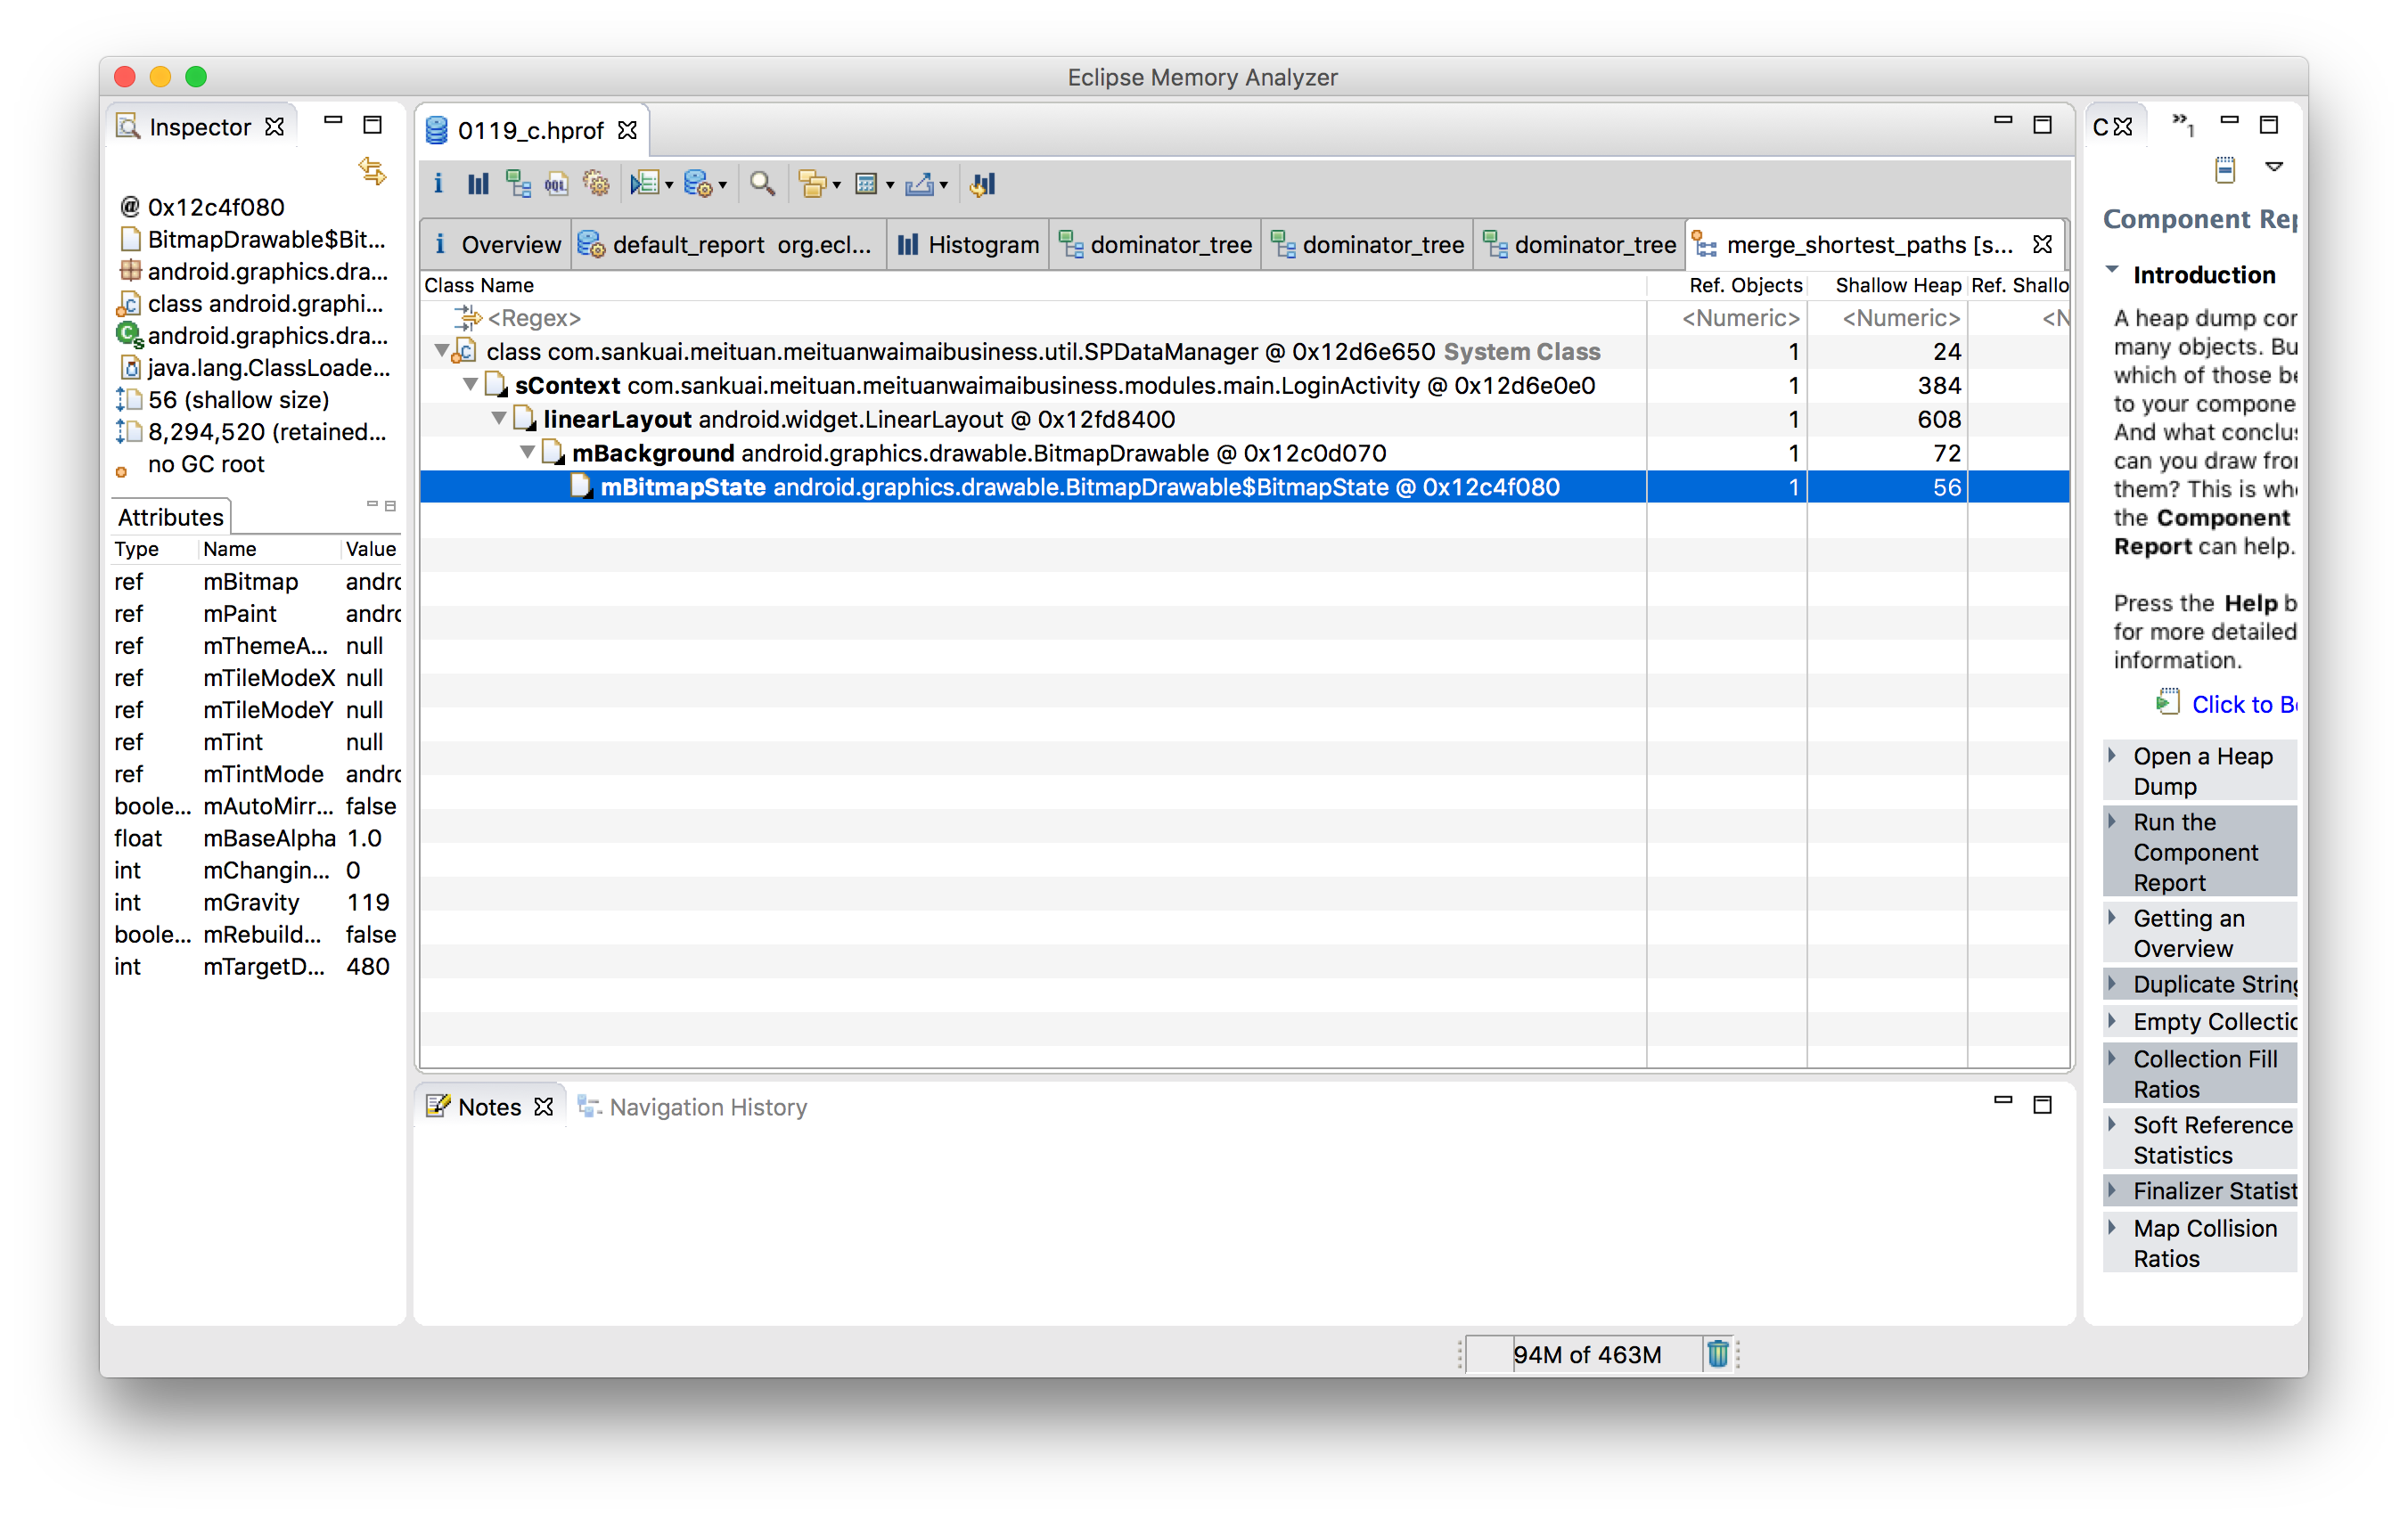 Eclipse Memory Analyzer
Inspector
0x12c4f080
BitmapDrawable$Bit...
android.graphics.dra...
class android.graphi...
android.graphics.dra...
java.lang.ClassLoade...
56 (shallow size)
8,294,520 (retained...
no GC root
Attributes
Type Name Value
ref mBitmap andro
ref mPaint andro
ref mThemeA... null
ref mTileModeX null
ref mTileModeY null
ref mTint null
ref mTintMode andro
boole... mAutoMirr... false
float mBaseAlpha 1.0
int mChangin... 0
int mGravity 119
boole... mRebuild... false
int mTargetD... 480
0119_c.hprof
i Overview default_report org.ecl... Histogram dominator_tree dominator_tree dominator_tree merge_shortest_paths [s...
Class Name Ref. Objects Shallow Heap Ref. Shallo
<Regex> <Numeric> <Numeric> <N
class com.sankuai.meituan.meituanwaimaibusiness.util.SPDataManager @ 0x12d6e650 System Class 1 24
sContext com.sankuai.meituan.meituanwaimaibusiness.modules.main.LoginActivity @ 0x12d6e0e0 1 384
linearLayout android.widget.LinearLayout @ 0x12fd8400 1 608
mBackground android.graphics.drawable.BitmapDrawable @ 0x12c0d070 1 72
mBitmapState android.graphics.drawable.BitmapDrawable$BitmapState @ 0x12c4f080 1 56
Notes Navigation History
94M of 463M
C »1
Component Rep
Introduction
A heap dump cor
many objects. Bu
which of those be
to your compone
And what conclus
can you draw from
them? This is whe
the Component
Report can help.
Press the Help b
for more detailed
information.
Click to Be
Open a Heap
Dump
Run the
Component
Report
Getting an
Overview
Duplicate String
Empty Collectio
Collection Fill
Ratios
Soft Reference
Statistics
Finalizer Statist
Map Collision
Ratios